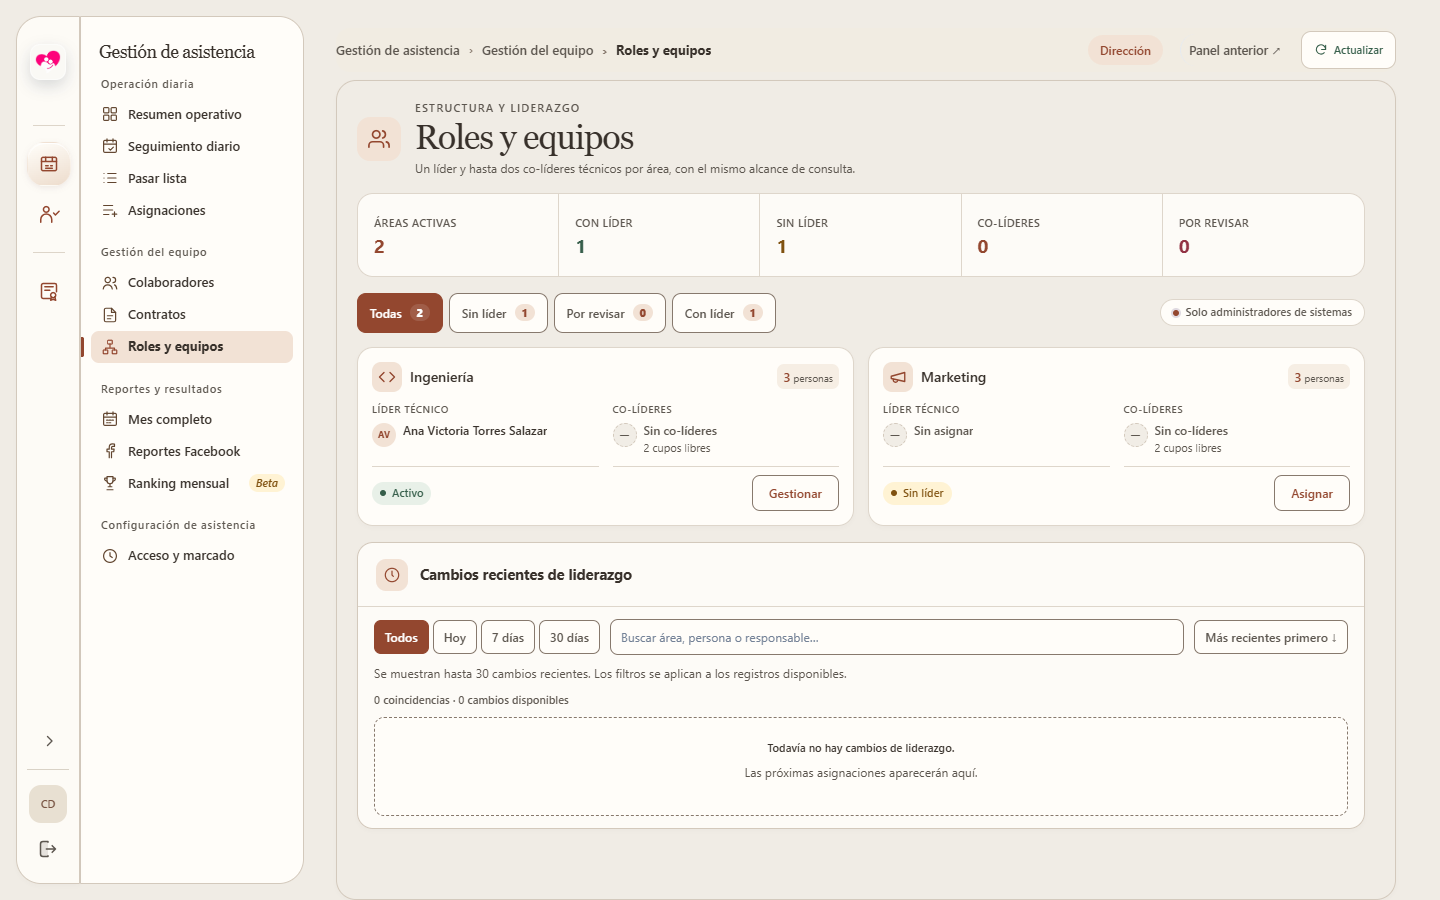 Gestión de asistencia
Operación diaria
Resumen operativo
Seguimiento diario
Pasar lista
Asignaciones
Gestión del equipo
Colaboradores
Contratos
Roles y equipos
Reportes y resultados
Mes completo
Reportes Facebook
Ranking mensual Beta
Configuración de asistencia
Acceso y marcado
CD
Gestión de asistencia › Gestión del equipo › Roles y equipos
Dirección
Panel anterior ↗
Actualizar
ESTRUCTURA Y LIDERAZGO
Roles y equipos
Un líder y hasta dos co-líderes técnicos por área, con el mismo alcance de consulta.
ÁREAS ACTIVAS
2
CON LÍDER
1
SIN LÍDER
1
CO-LÍDERES
0
POR REVISAR
0
Todas 2
Sin líder 1
Por revisar 0
Con líder 1
Solo administradores de sistemas
Ingeniería
3 personas
LÍDER TÉCNICO
AV Ana Victoria Torres Salazar
CO-LÍDERES
— Sin co-líderes
2 cupos libres
Activo
Gestionar
Marketing
3 personas
LÍDER TÉCNICO
— Sin asignar
CO-LÍDERES
— Sin co-líderes
2 cupos libres
Sin líder
Asignar
Cambios recientes de liderazgo
Todos
Hoy
7 días
30 días
Buscar área, persona o responsable...
Más recientes primero ↓
Se muestran hasta 30 cambios recientes. Los filtros se aplican a los registros disponibles.
0 coincidencias · 0 cambios disponibles
Todavía no hay cambios de liderazgo.
Las próximas asignaciones aparecerán aquí.